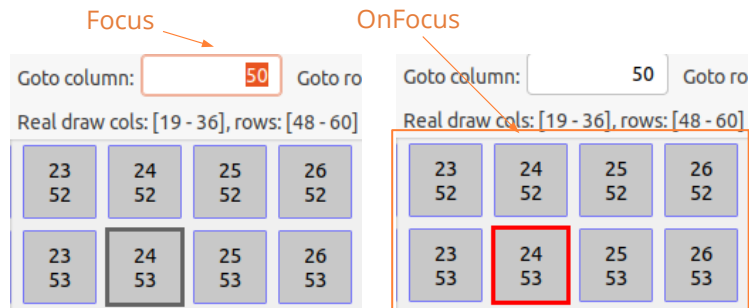 Focus
OnFocus
Goto column: 50 Goto ro
Real draw cols: [19 - 36], rows: [48 - 60]
23 24 25 26
52 52 52 52
23 24 25 26
53 53 53 53
Goto column: 50 Goto ro
Real draw cols: [19 - 36], rows: [48 - 60]
23 24 25 26
52 52 52 52
23 24 25 26
53 53 53 53